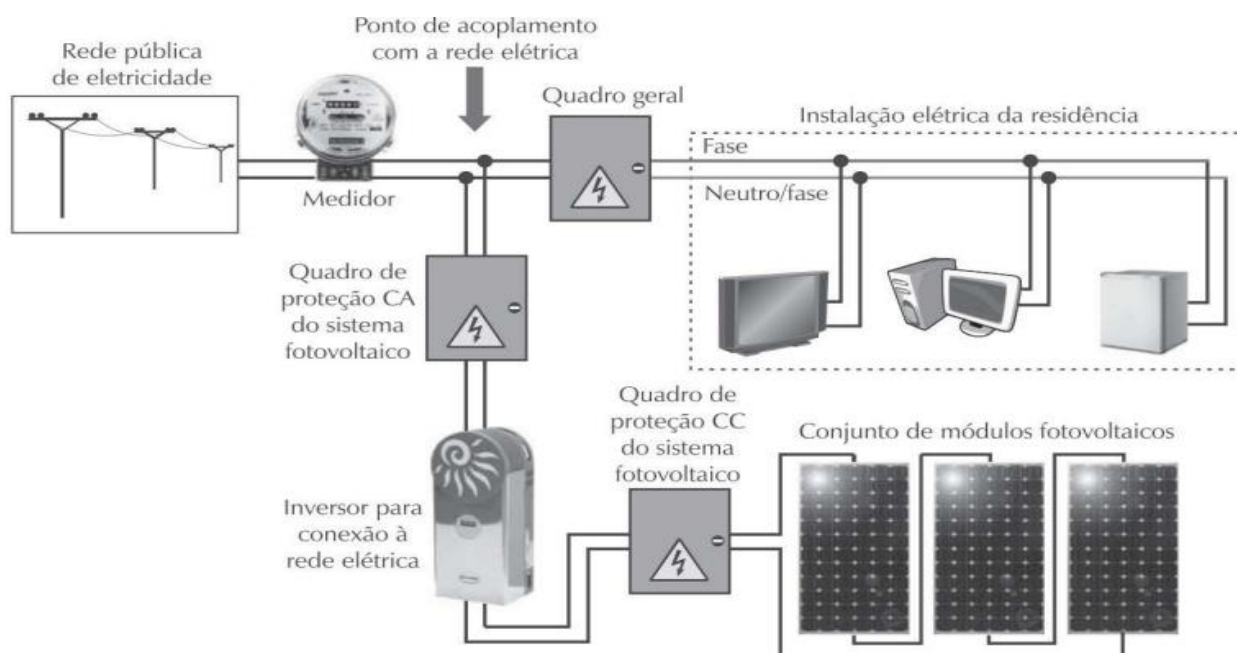 Ponto de acoplamento
com a rede elétrica
Rede pública
de eletricidade
Medidor
Quadro geral
Instalação elétrica da residência
Fase
Neutro/fase
Quadro de
proteção CA
do sistema
fotovoltaico
Quadro de
proteção CC
do sistema
fotovoltaico
Conjunto de módulos fotovoltaicos
Inversor para
conexão à
rede elétrica